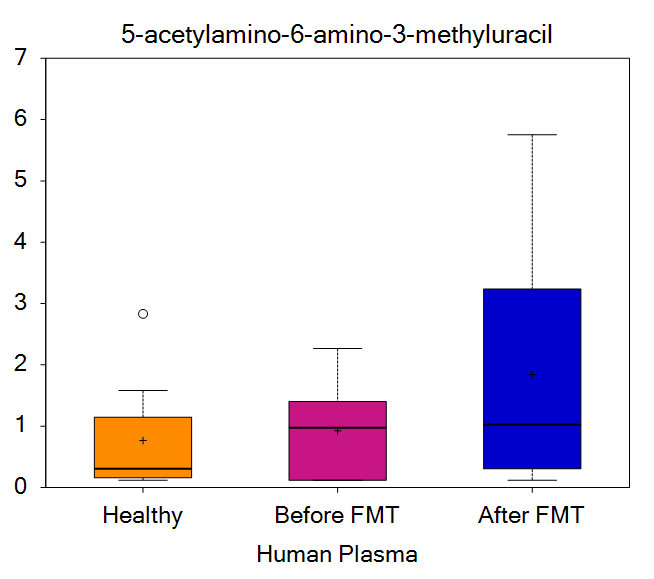 5-acetylamino-6-amino-3-methyluracil
7
6
5
4
3
2
1
0
Healthy
Before FMT
After FMT
Human Plasma